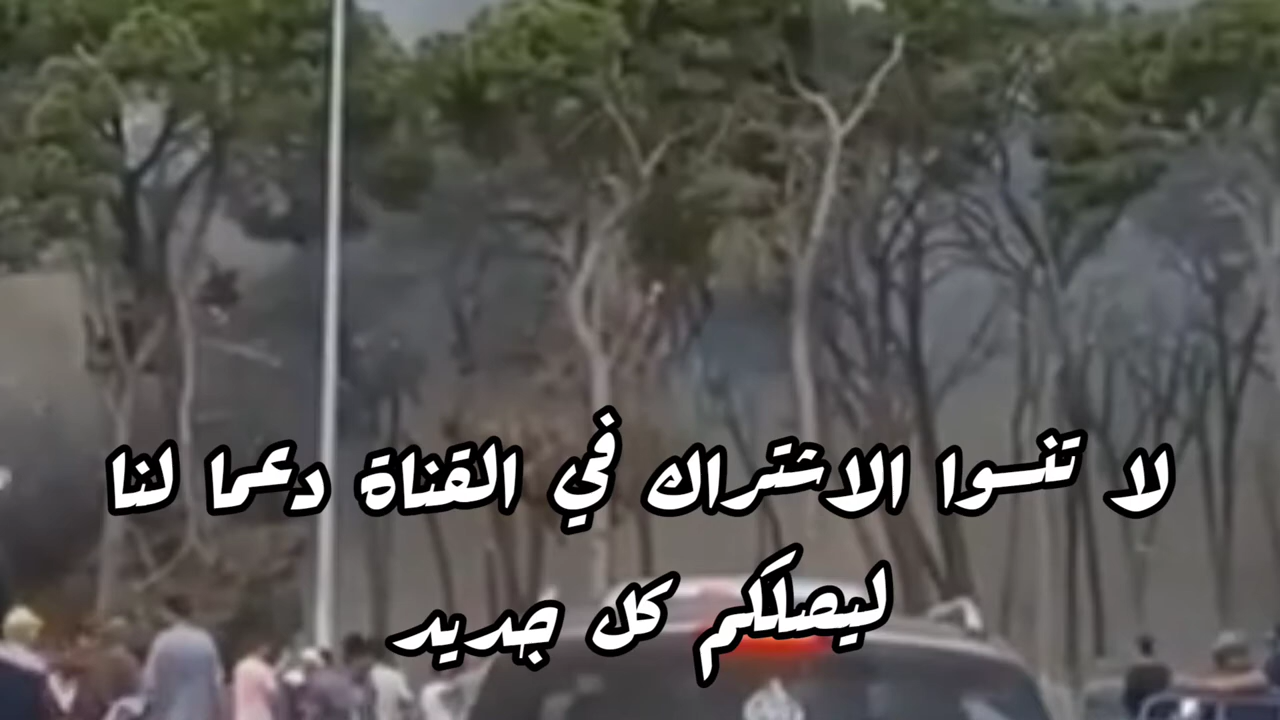 لا تنسوا الاشتراك في القناة دعما لنا
ليصلكم كل جديد